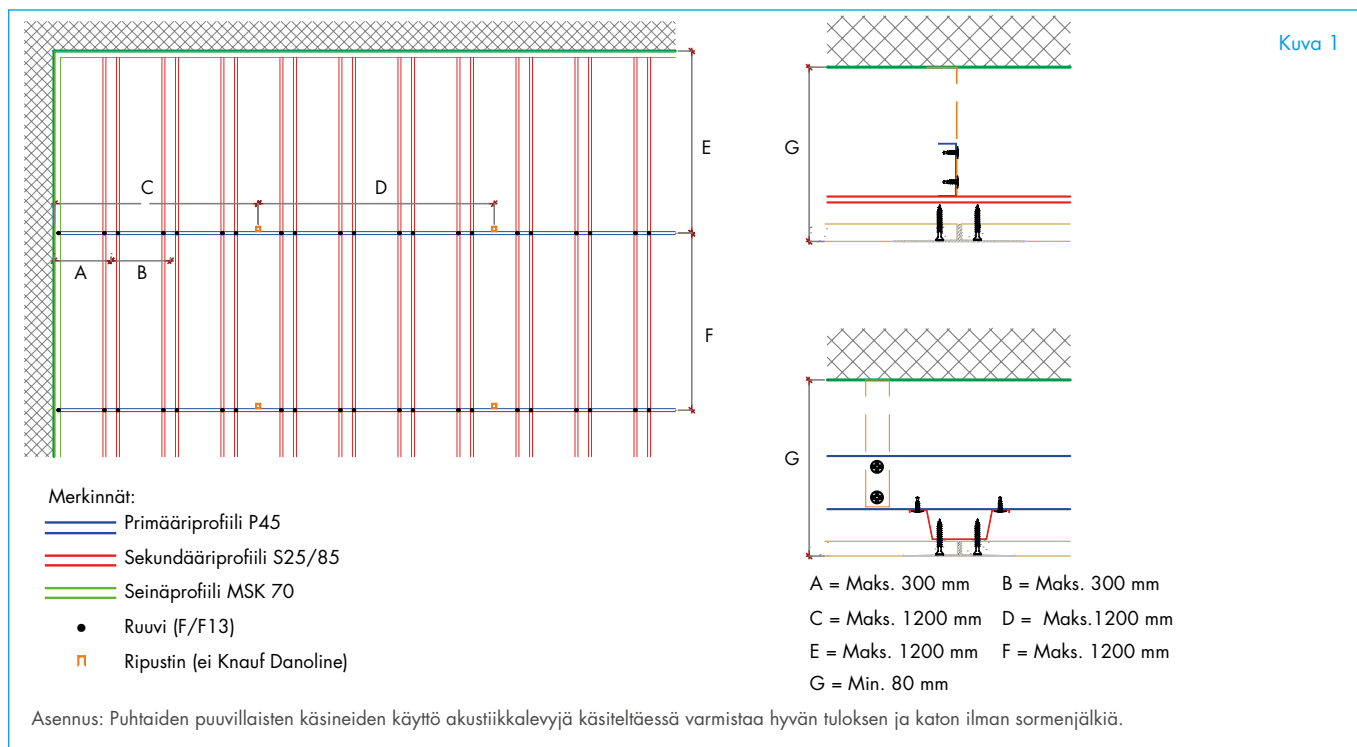 Kuva 1
C
D
E
A
B
F
G
G
Merkinnät:
Primääriprofiili P45
Sekundääriprofiili S25/85
Seinäprofiili MSK 70
Ruuvi (F/F13)
Ripustin (ei Knauf Danoline)
A = Maks. 300 mm B = Maks. 300 mm
C = Maks. 1200 mm D = Maks.1200 mm
E = Maks. 1200 mm F = Maks. 1200 mm
G = Min. 80 mm
Asennus: Puhtaiden puuvillaisten käsineiden käyttö akustiikkalevyjä käsiteltäessä varmistaa hyvän tuloksen ja katon ilman sormenjälkiä.